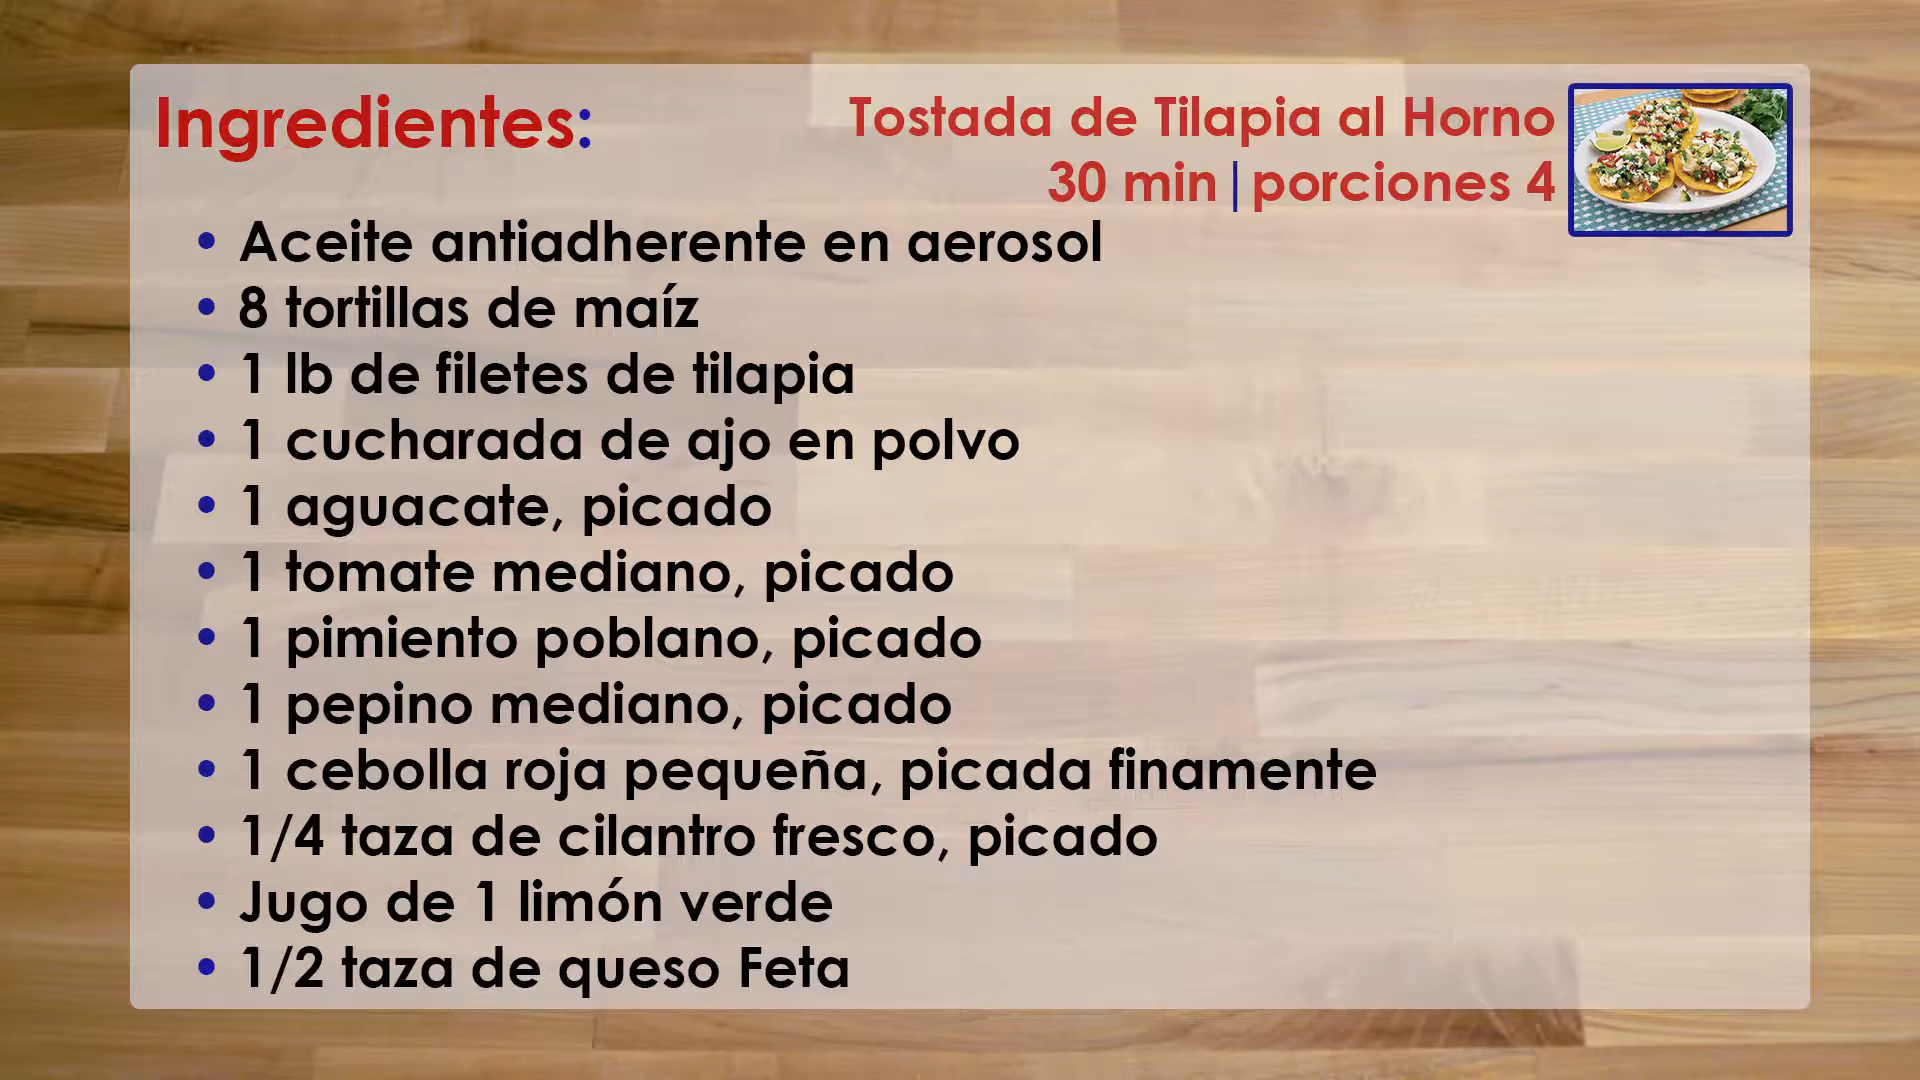 Ingredientes:
Tostada de Tilapia al Horno
30 min|porciones 4
• Aceite antiadherente en aerosol
• 8 tortillas de maíz
• 1 lb de filetes de tilapia
• 1 cucharada de ajo en polvo
• 1 aguacate, picado
• 1 tomate mediano, picado
• 1 pimiento poblano, picado
• 1 pepino mediano, picado
• 1 cebolla roja pequeña, picada finamente
• 1/4 taza de cilantro fresco, picado
• Jugo de 1 limón verde
• 1/2 taza de queso Feta